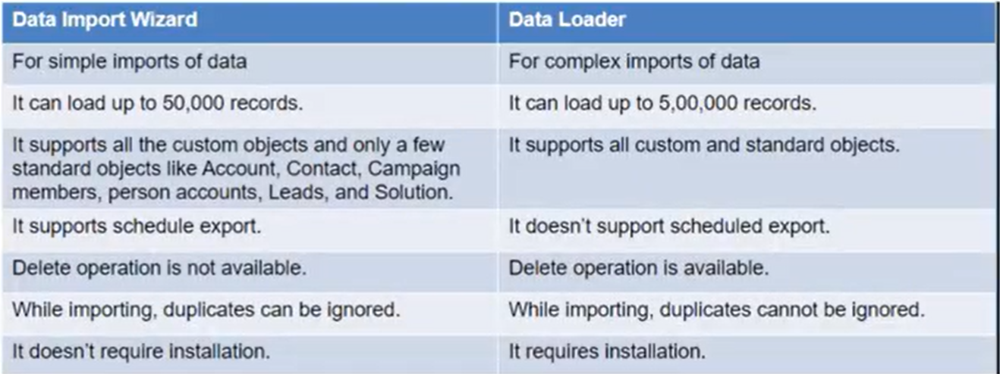 Data Import Wizard
Data Loader
For simple imports of data
For complex imports of data
It can load up to 50,000 records.
It can load up to 5,00,000 records.
It supports all the custom objects and only a few
standard objects like Account, Contact, Campaign
members, person accounts, Leads, and Solution.
It supports all custom and standard objects.
It supports schedule export.
It doesn't support scheduled export.
Delete operation is not available.
Delete operation is available.
While importing, duplicates can be ignored.
While importing, duplicates cannot be ignored.
It doesn't require installation.
It requires installation.